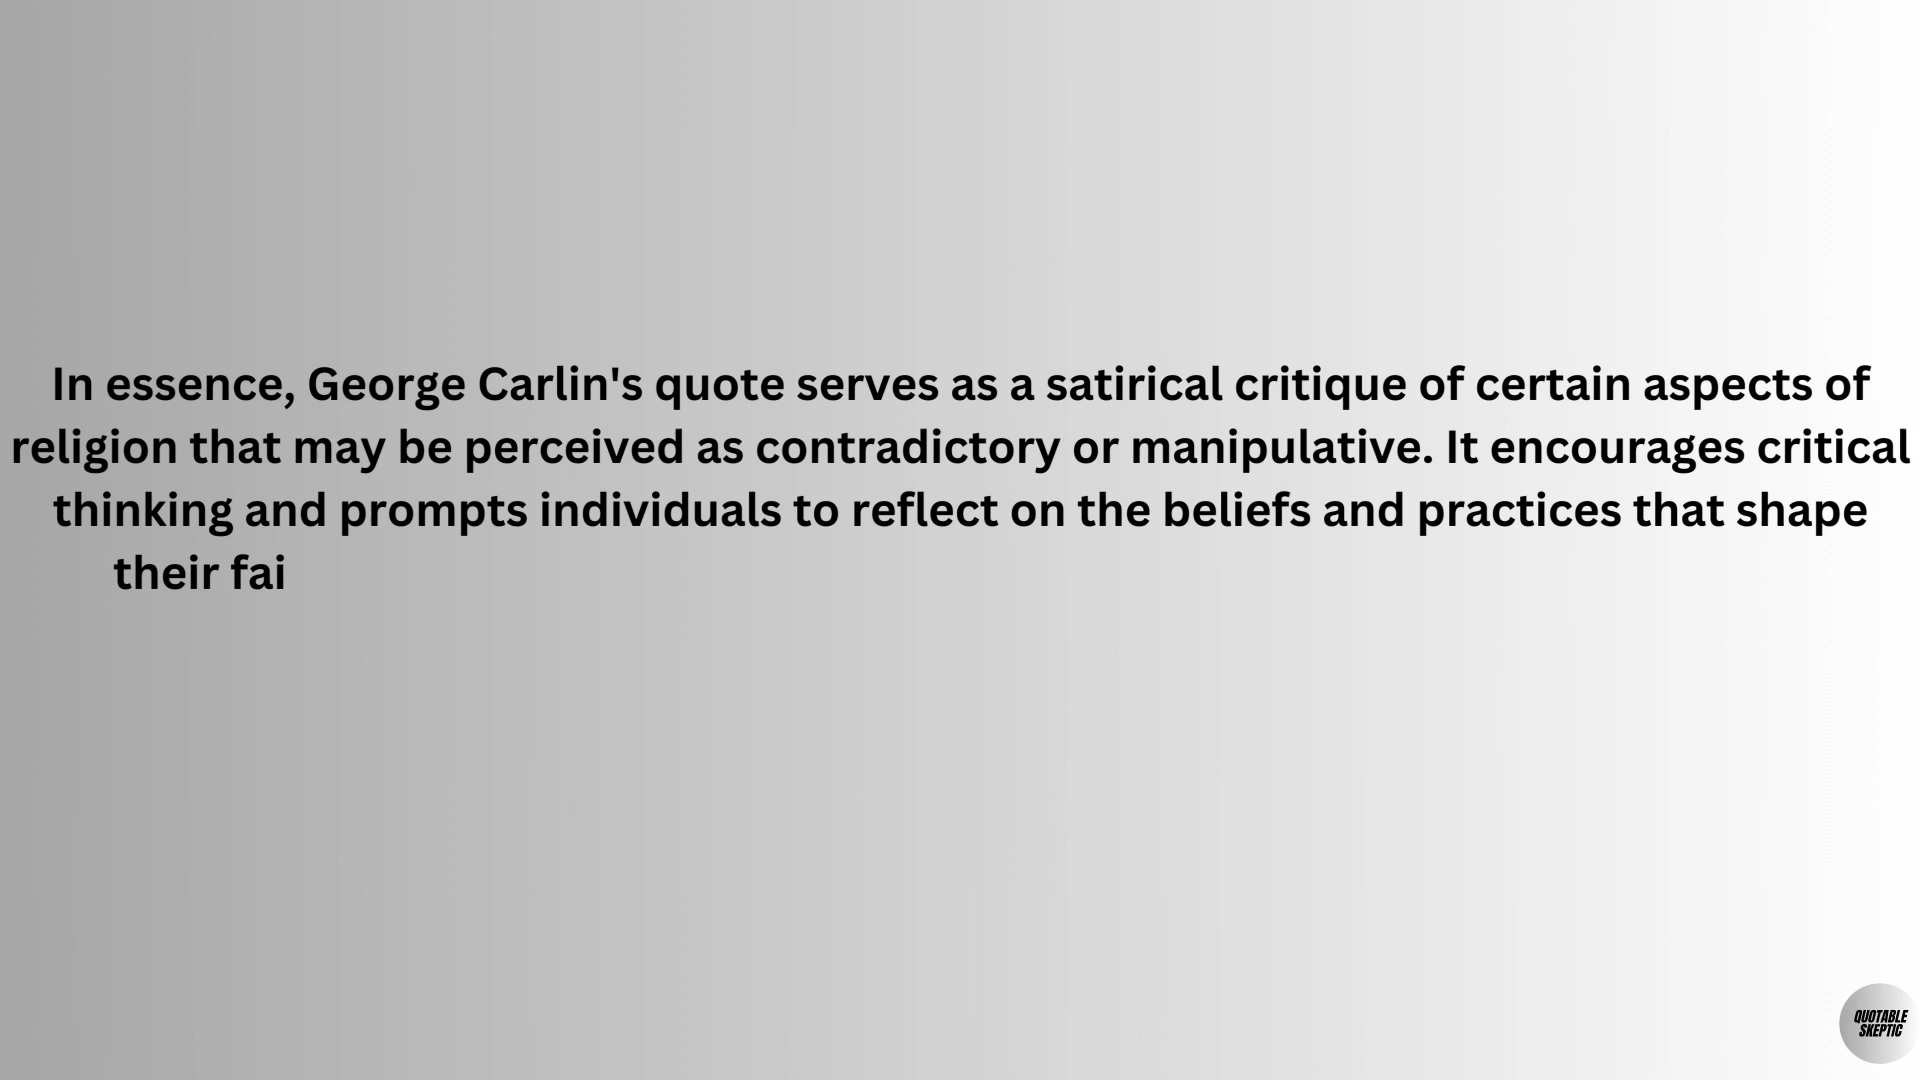 In essence, George Carlin's quote serves as a satirical critique of certain aspects of
religion that may be perceived as contradictory or manipulative. It encourages critical
thinking and prompts individuals to reflect on the beliefs and practices that shape
their fai
QUOTABLE
SKEPTIC